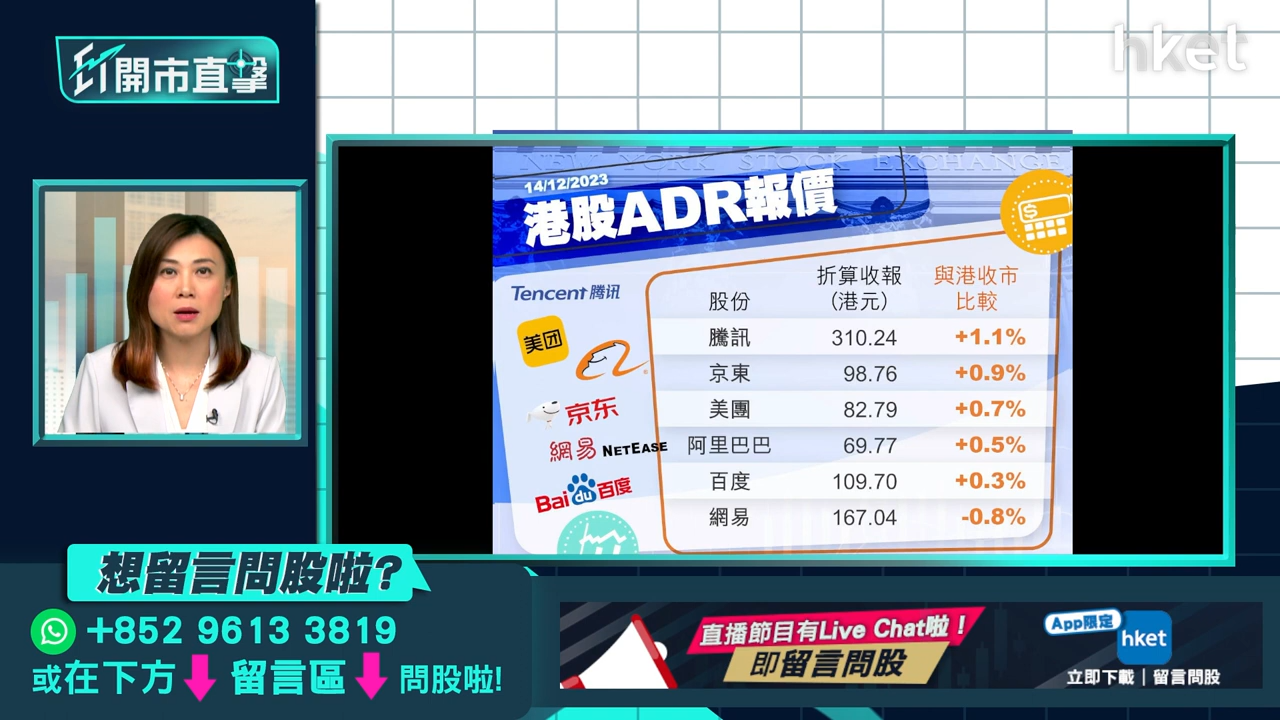 開市直擊
hket
NEW YORK STOCK EXCHANGE
14/12/2023
港股ADR報價
$
Tencent 腾讯
美团
京东
網易 NETEASE
Bai du 百度
股份 折算收報(港元) 與港收市比較
騰訊 310.24 +1.1%
京東 98.76 +0.9%
美團 82.79 +0.7%
阿里巴巴 69.77 +0.5%
百度 109.70 +0.3%
網易 167.04 -0.8%
想留言問股啦?
+852 9613 3819
或在下方 留言區 問股啦!
直播節目有Live Chat啦!
即留言問股
App限定
hket
立即下載|留言問股